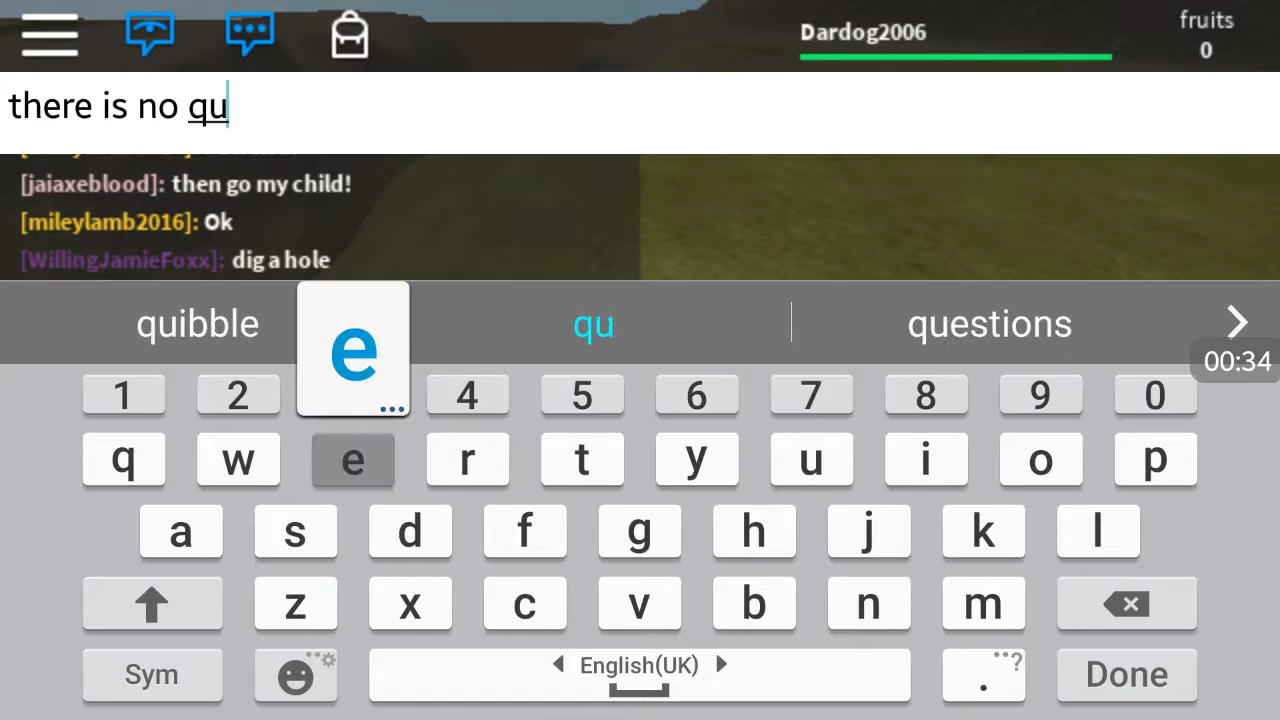 Dardog2006
fruits
0
there is no qu
[jaiaxeblood]: then go my child!
[mileylamb2016]: Ok
[WillingJamieFoxx]: dig a hole
quibble qu questions
e
00:34
1 2 4 5 6 7 8 9 0
q w e r t y u i o p
a s d f g h j k l
z x c v b n m
Sym English(UK) . ? Done